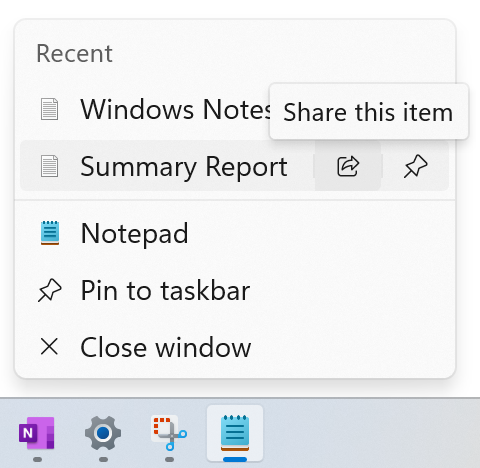 Recent
Windows Notes
Share this item
Summary Report
Notepad
Pin to taskbar
Close window
N